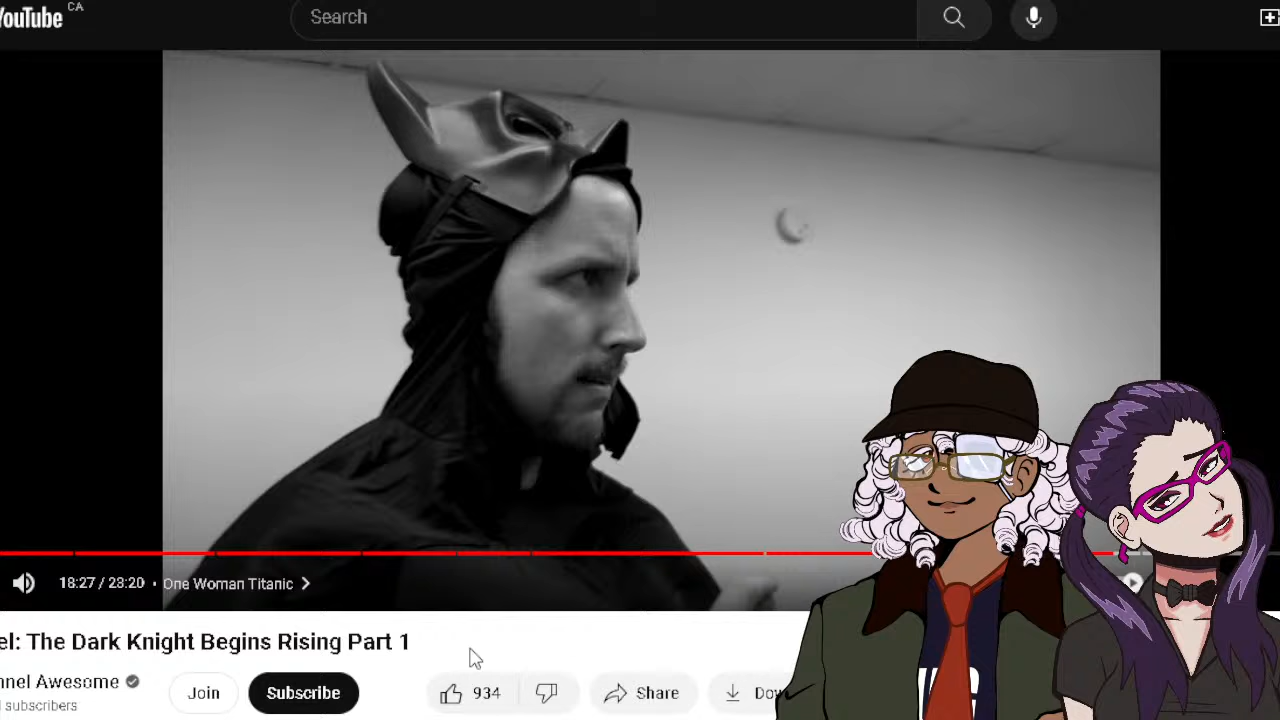 YouTube CA
Search
18:27 / 23:20 • One Woman Titanic
el: The Dark Knight Begins Rising Part 1
nnel Awesome
Join
Subscribe
934
Share
Dow
subscribers